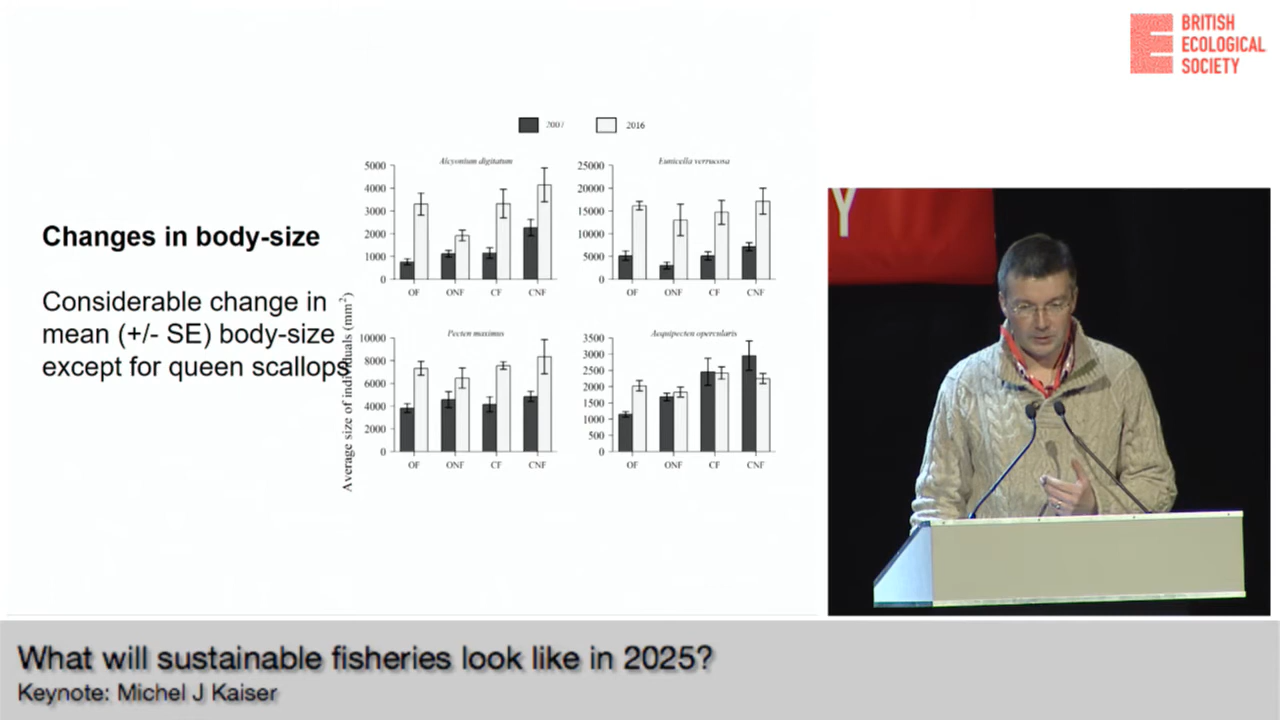 BRITISH
ECOLOGICAL
SOCIETY
Y
Changes in body-size
Considerable change in
mean (+/- SE) body-size
except for queen scallops
2007
2016
Average size of individuals (mm²)
Alcyonium digitatum
5000
4000
3000
2000
1000
0
OF ONF CF CNF
Eunicella verrucosa
25000
20000
15000
10000
5000
0
OF ONF CF CNF
Pecten maximus
10000
8000
6000
4000
2000
0
OF ONF CF CNF
Aequipecten opercularis
3500
3000
2500
2000
1500
1000
500
0
OF ONF CF CNF
What will sustainable fisheries look like in 2025?
Keynote: Michel J Kaiser